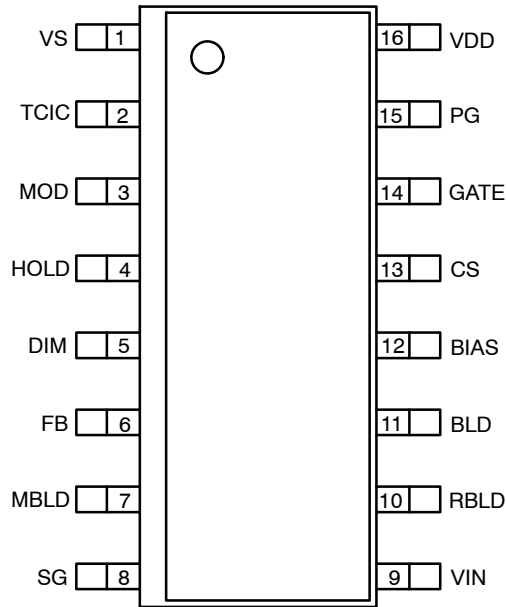 VS 1 16 VDD
TCIC 2 15 PG
MOD 3 14 GATE
HOLD 4 13 CS
DIM 5 12 BIAS
FB 6 11 BLD
MBLD 7 10 RBLD
SG 8 9 VIN